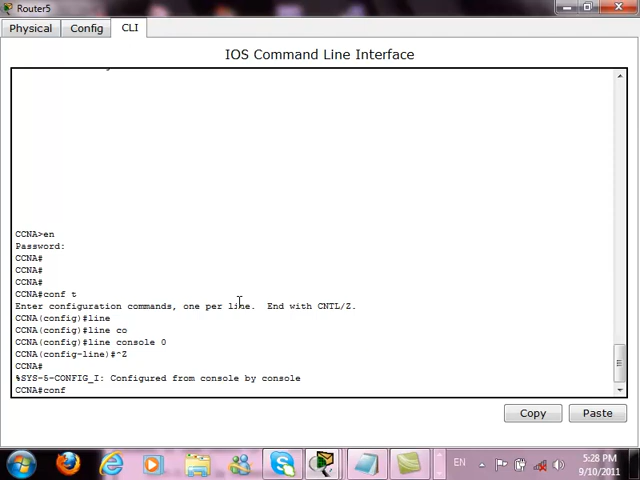 Router5
Physical Config CLI
IOS Command Line Interface
CCNA>en
Password:
CCNA#
CCNA#
CCNA#
CCNA#conf t
Enter configuration commands, one per line.  End with CNTL/Z.
CCNA(config)#line
CCNA(config)#line co
CCNA(config)#line console 0
CCNA(config-line)#^Z
CCNA#
%SYS-5-CONFIG_I: Configured from console by console
CCNA#conf
Copy Paste
EN 5:28 PM
9/10/2011